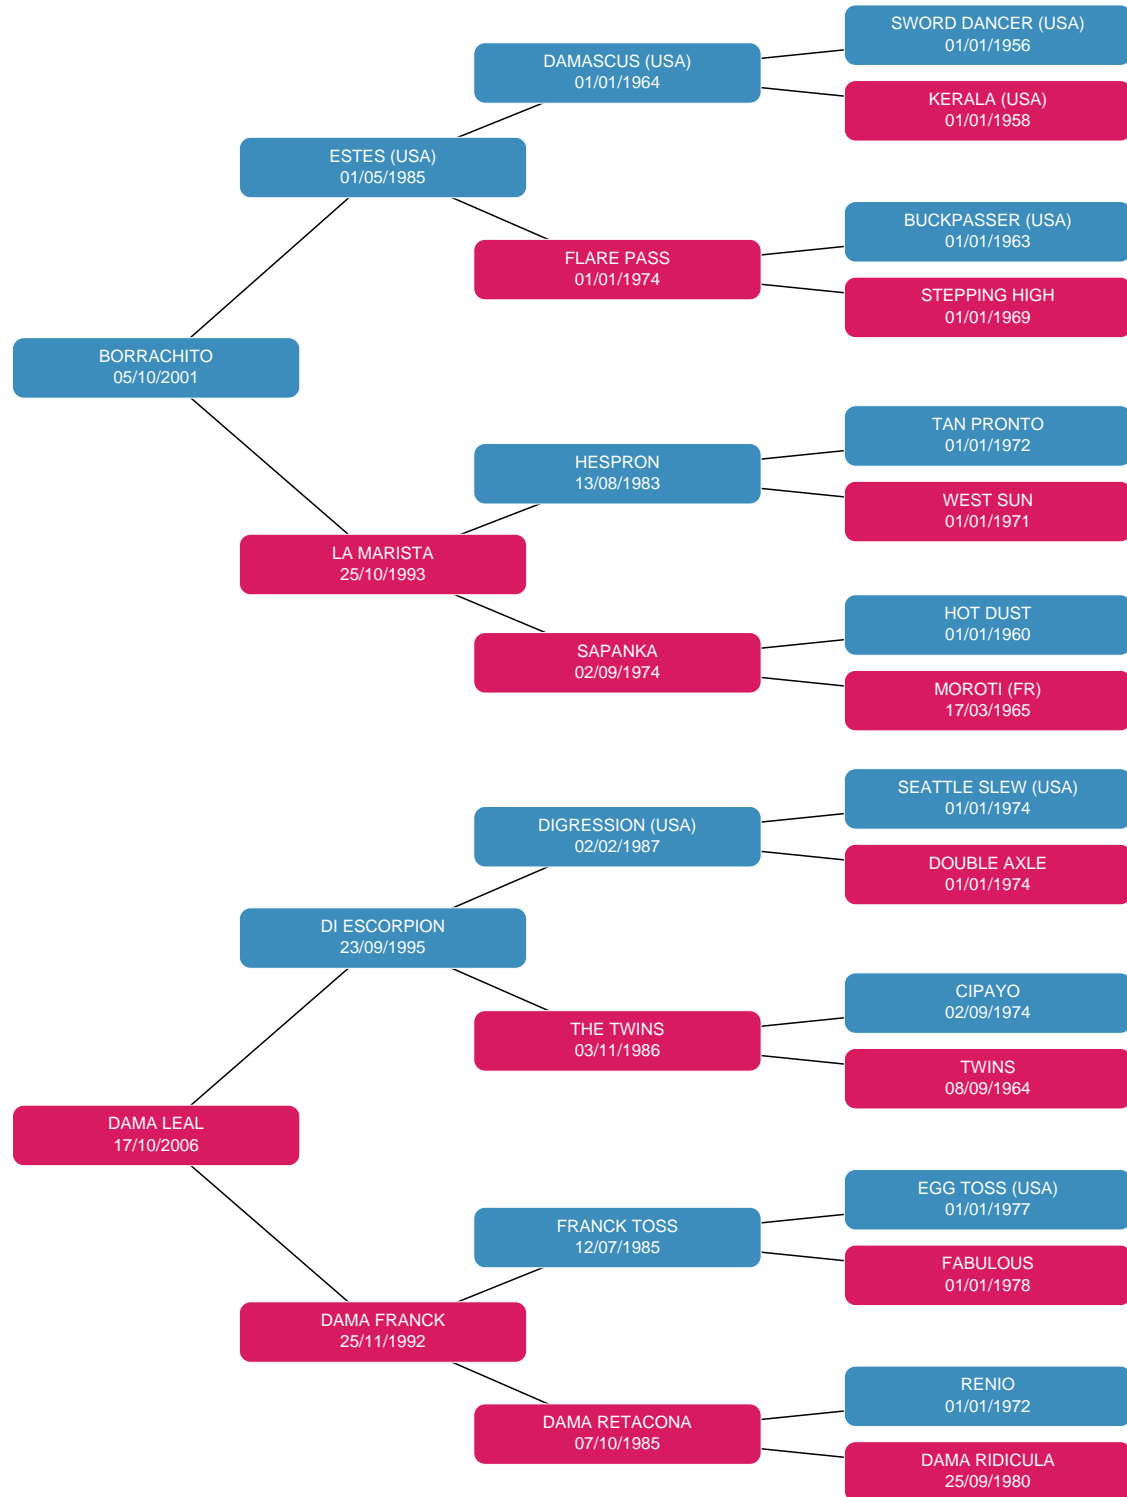 SWORD DANCER (USA)
01/01/1956
DAMASCUS (USA)
01/01/1964
KERALA (USA)
01/01/1958
ESTES (USA)
01/05/1985
BUCKPASSER (USA)
01/01/1963
FLARE PASS
01/01/1974
STEPPING HIGH
01/01/1969
BORRACHITO
05/10/2001
TAN PRONTO
01/01/1972
HESPRON
13/08/1983
WEST SUN
01/01/1971
LA MARISTA
25/10/1993
HOT DUST
01/01/1960
SAPANKA
02/09/1974
MOROTI (FR)
17/03/1965
SEATTLE SLEW (USA)
01/01/1974
DIGRESSION (USA)
02/02/1987
DOUBLE AXLE
01/01/1974
DI ESCORPION
23/09/1995
CIPAYO
02/09/1974
THE TWINS
03/11/1986
TWINS
08/09/1964
DAMA LEAL
17/10/2006
EGG TOSS (USA)
01/01/1977
FRANCK TOSS
12/07/1985
FABULOUS
01/01/1978
DAMA FRANCK
25/11/1992
RENIO
01/01/1972
DAMA RETACONA
07/10/1985
DAMA RIDICULA
25/09/1980